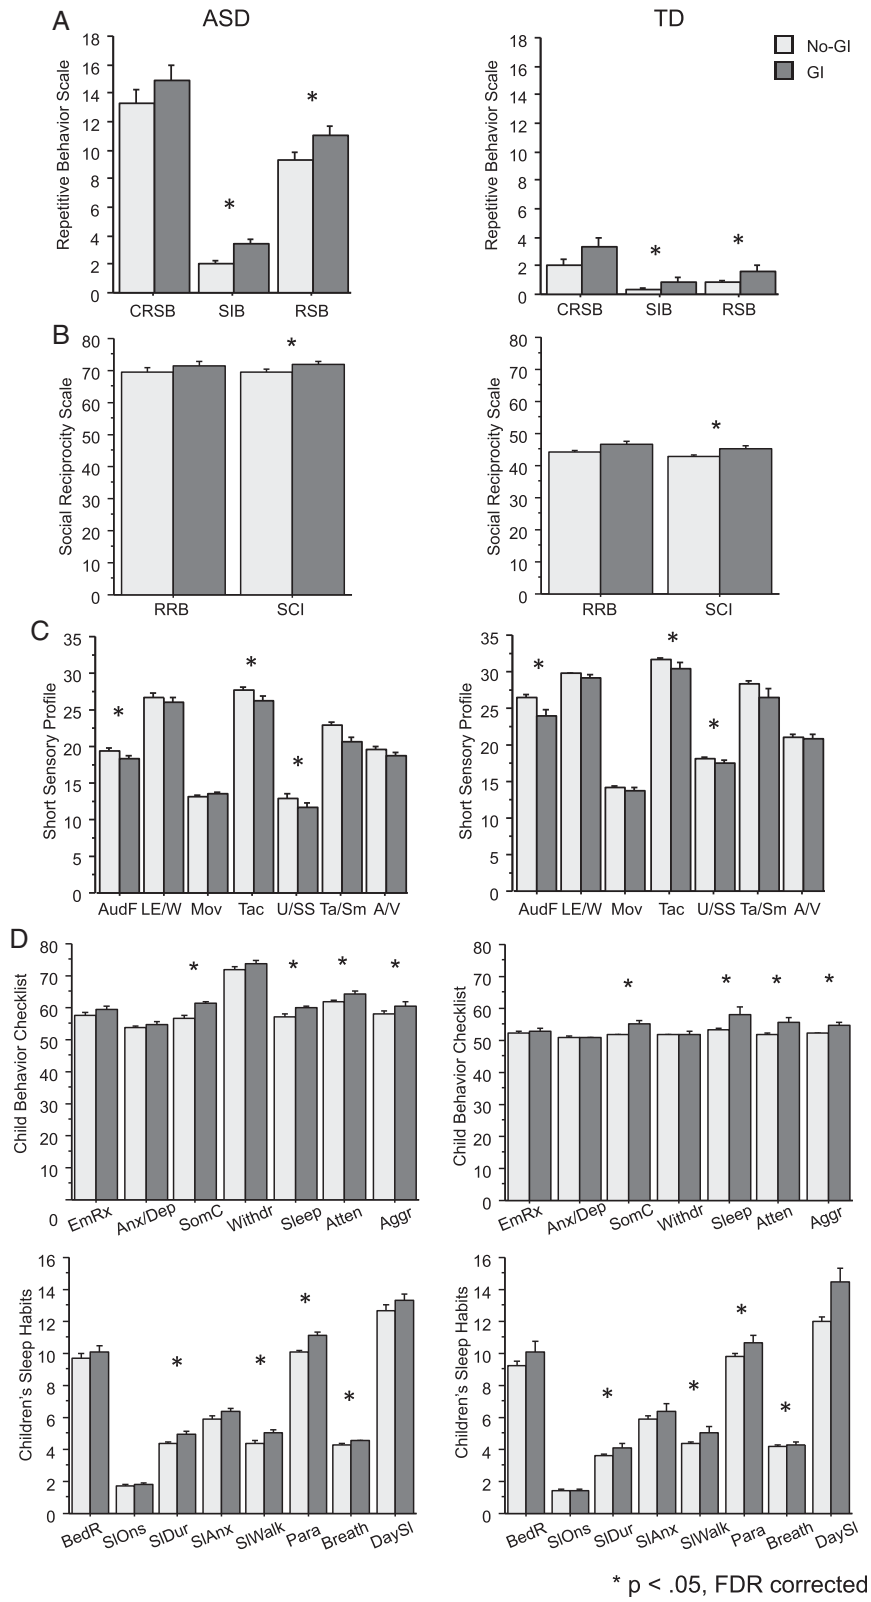 A ASD TD
No-GI
GI
Repetitive Behavior Scale
18
16
14
12
10
8
6
4
2
0
* *
CRSB SIB RSB
Repetitive Behavior Scale
18
16
14
12
10
8
6
4
2
0
* *
CRSB SIB RSB
B
Social Reciprocity Scale
80
70
60
50
40
30
20
10
0
*
RRB SCI
Social Reciprocity Scale
80
70
60
50
40
30
20
10
0
*
RRB SCI
C
Short Sensory Profile
35
30
25
20
15
10
5
0
* * *
AudF LE/W Mov Tac U/SS Ta/Sm A/V
Short Sensory Profile
35
30
25
20
15
10
5
0
* * *
AudF LE/W Mov Tac U/SS Ta/Sm A/V
D
Child Behavior Checklist
80
70
60
50
40
30
20
10
0
* * * *
EmRx Anx/Dep SomC Withdr Sleep Atten Aggr
Child Behavior Checklist
80
70
60
50
40
30
20
10
0
* * * *
EmRx Anx/Dep SomC Withdr Sleep Atten Aggr
Children's Sleep Habits
16
14
12
10
8
6
4
2
0
* * * *
BedR SlOns SlDur SlAnx SlWalk Para Breath DaySl
Children's Sleep Habits
16
14
12
10
8
6
4
2
0
* * * *
BedR SlOns SlDur SlAnx SlWalk Para Breath DaySl
* p < .05, FDR corrected